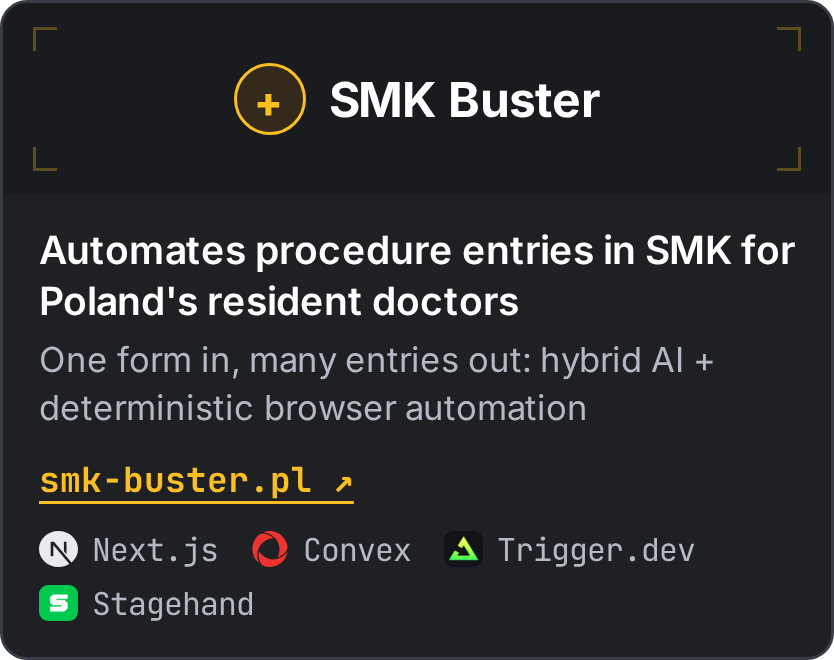 + SMK Buster
Automates procedure entries in SMK for
Poland's resident doctors
One form in, many entries out: hybrid AI +
deterministic browser automation
smk-buster.pl ↗
N Next.js Convex Trigger.dev
S Stagehand